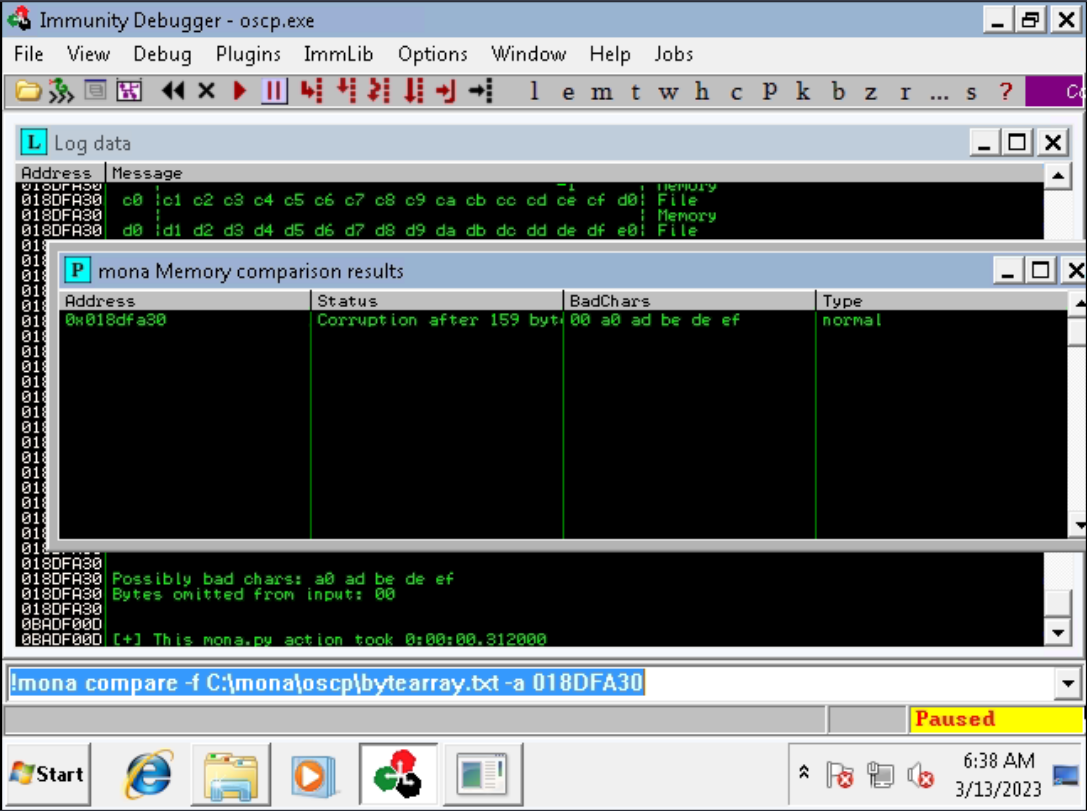 Immunity Debugger - oscp.exe
File View Debug Plugins ImmLib Options Window Help Jobs
l e m t w h c P k b z r ... s ?
L Log data
Address Message
018DFA30 Memory
018DFA30 c0 |c1 c2 c3 c4 c5 c6 c7 c8 c9 ca cb cc cd ce cf d0| File
018DFA30 | | Memory
018DFA30 d0 |d1 d2 d3 d4 d5 d6 d7 d8 d9 da db dc dd de df e0| File
P mona Memory comparison results
Address Status BadChars Type
0x018dfa30 Corruption after 159 byt 00 a0 ad be de ef normal
018DFA30
018DFA30 Possibly bad chars: a0 ad be de ef
018DFA30 Bytes omitted from input: 00
018DFA30
0BADF00D
0BADF00D [+] This mona.py action took 0:00:00.312000
!mona compare -f C:\mona\oscp\bytearray.txt -a 018DFA30
Paused
Start
6:38 AM
3/13/2023